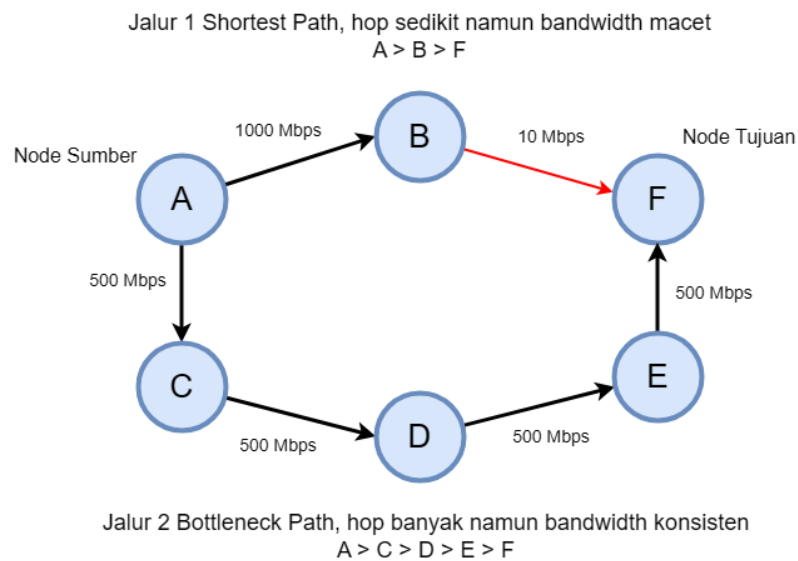 Jalur 1 Shortest Path, hop sedikit namun bandwidth macet
A > B > F
1000 Mbps
B
10 Mbps
Node Tujuan
Node Sumber
A
F
500 Mbps
500 Mbps
C
E
D
500 Mbps
500 Mbps
Jalur 2 Bottleneck Path, hop banyak namun bandwidth konsisten
A > C > D > E > F